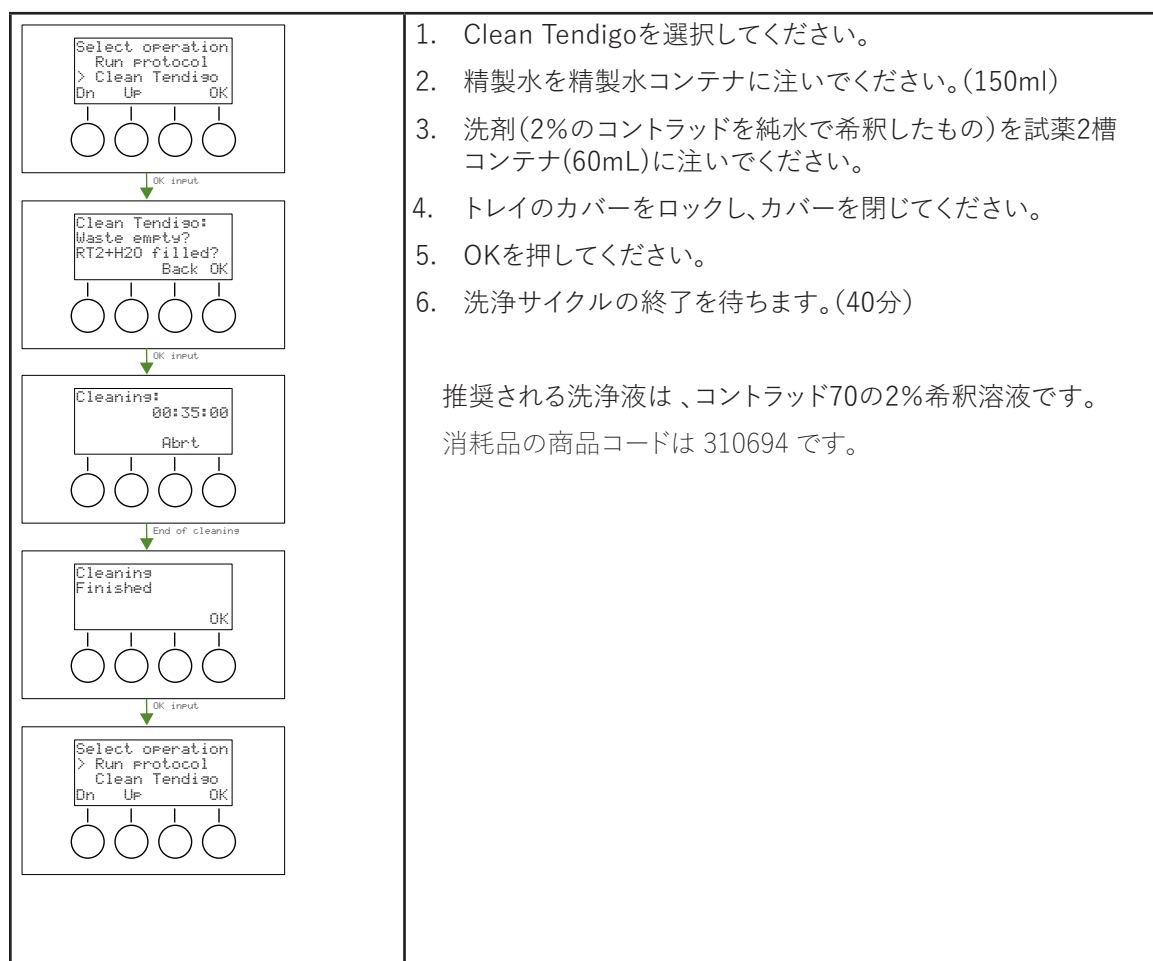 Select operation
Run protocol
> Clean Tendigo
Dn Up OK
OK input
Clean Tendigo:
Waste empty?
RT2+H2O filled?
Back OK
OK input
Cleaning:
00:35:00
Abrt
End of cleaning
Cleaning
Finished
OK
OK input
Select operation
> Run protocol
Clean Tendigo
Dn Up OK
1. Clean Tendigoを選択してください。
2. 精製水を精製水コンテナに注いでください。(150ml)
3. 洗剤(2%のコントラッドを純水で希釈したもの)を試薬2槽
コンテナ(60mL)に注いでください。
4. トレイのカバーをロックし、カバーを閉じてください。
5. OKを押してください。
6. 洗浄サイクルの終了を待ちます。(40分)
推奨される洗浄液は 、コントラッド70の2%希釈溶液です。
消耗品の商品コードは 310694 です。